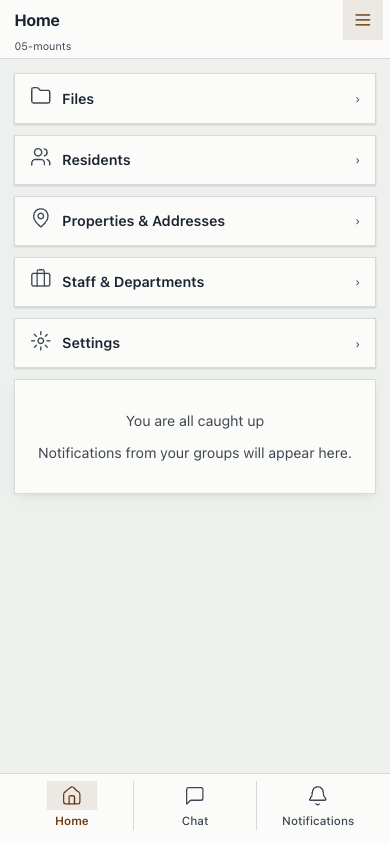 Home
05-mounts
Files
Residents
Properties & Addresses
Staff & Departments
Settings
You are all caught up
Notifications from your groups will appear here.
Home
Chat
Notifications